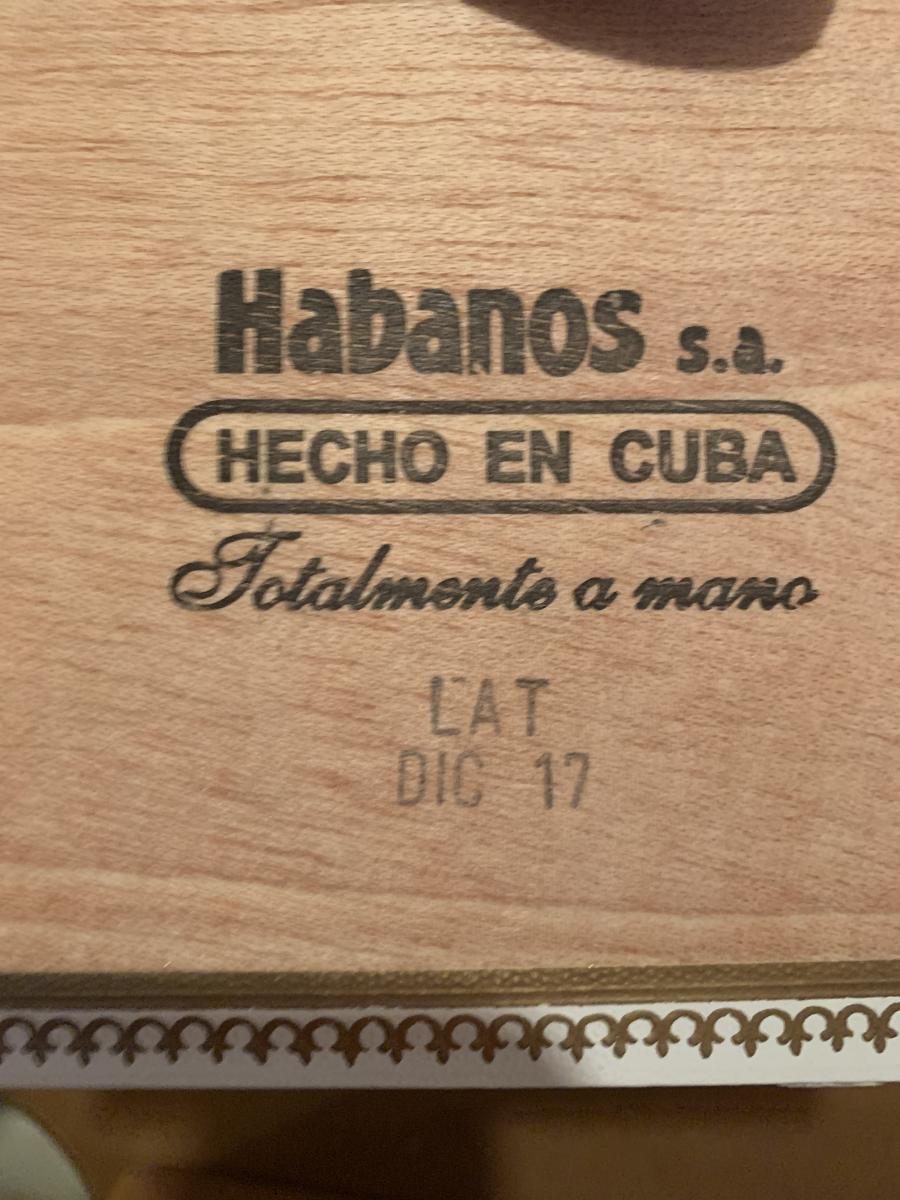 Habanos s.a.
HECHO EN CUBA
Totalmente a mano
LAT
DIC 17